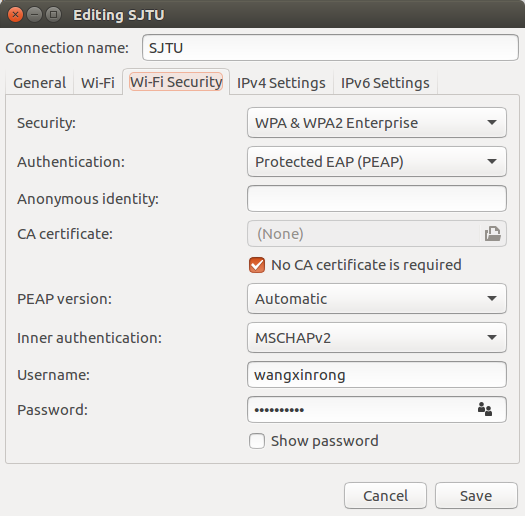 Editing SJTU
Connection name: SJTU
General Wi-Fi Wi-Fi Security IPv4 Settings IPv6 Settings
Security: WPA & WPA2 Enterprise
Authentication: Protected EAP (PEAP)
Anonymous identity:
CA certificate: (None)
No CA certificate is required
PEAP version: Automatic
Inner authentication: MSCHAPv2
Username: wangxinrong
Password: ••••••••••
Show password
Cancel Save